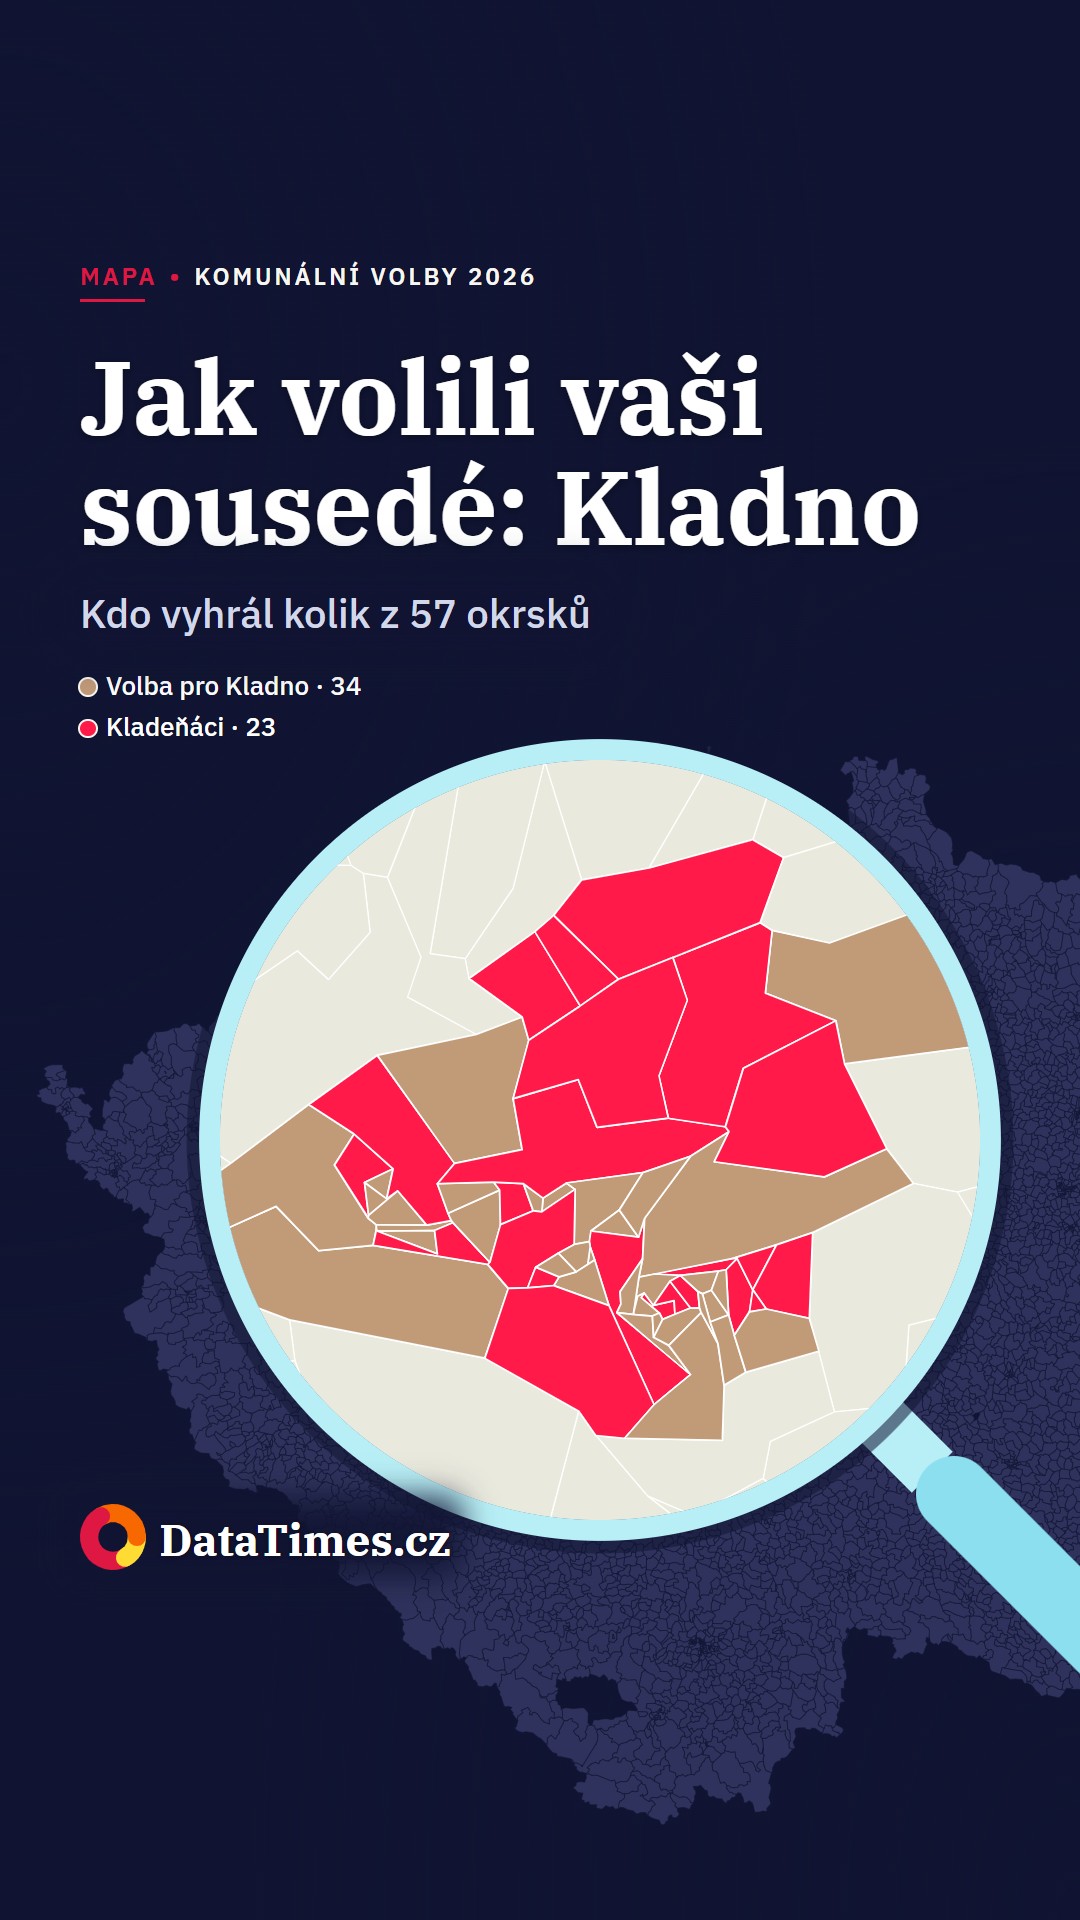 MAPA • KOMUNÁLNÍ VOLBY 2026
Jak volili vaši
sousedé: Kladno
Kdo vyhrál kolik z 57 okrsků
Volba pro Kladno · 34
Kladeňáci · 23
DataTimes.cz